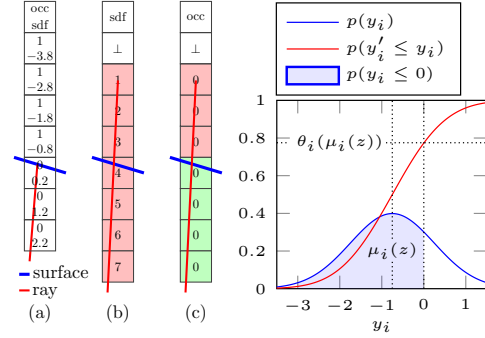 occ
sdf
1
−3.8
1
−2.8
1
−1.8
1
−0.8
0
0.2
0
1.2
0
2.2
surface
ray
(a)
sdf
⊥
1
2
3
4
5
6
7
(b)
occ
⊥
0
0
0
0
0
0
0
(c)
p(y_i)
p(y_i′ ≤ y_i)
p(y_i ≤ 0)
1
0.8
θ_i(μ_i(z))
0.6
0.4
0.2
μ_i(z)
0
−3 −2 −1 0 1
y_i